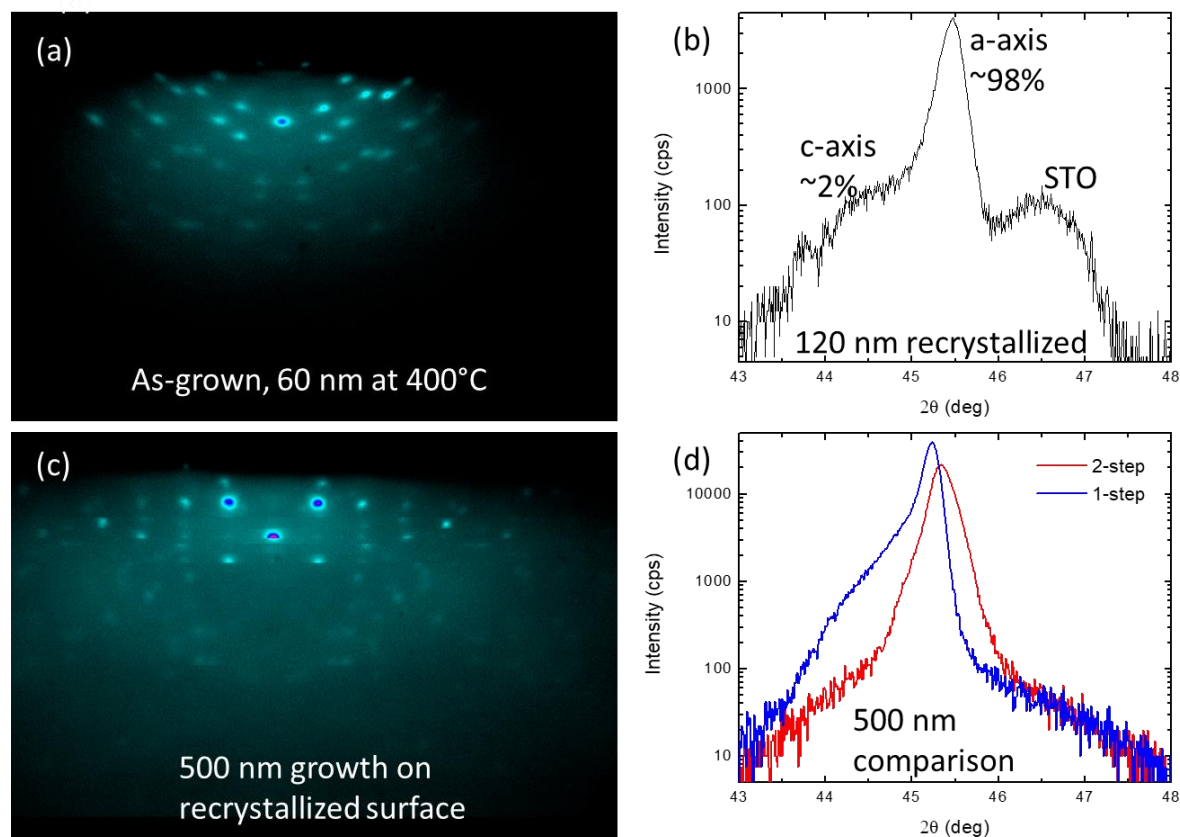 (a)
As-grown, 60 nm at 400°C
(b)
a-axis
~98%
c-axis
~2%
STO
120 nm recrystallized
Intensity (cps)
1000
100
10
43 44 45 46 47 48
2θ (deg)
(c)
500 nm growth on
recrystallized surface
(d)
2-step
1-step
500 nm
comparison
Intensity (cps)
10000
1000
100
10
43 44 45 46 47 48
2θ (deg)